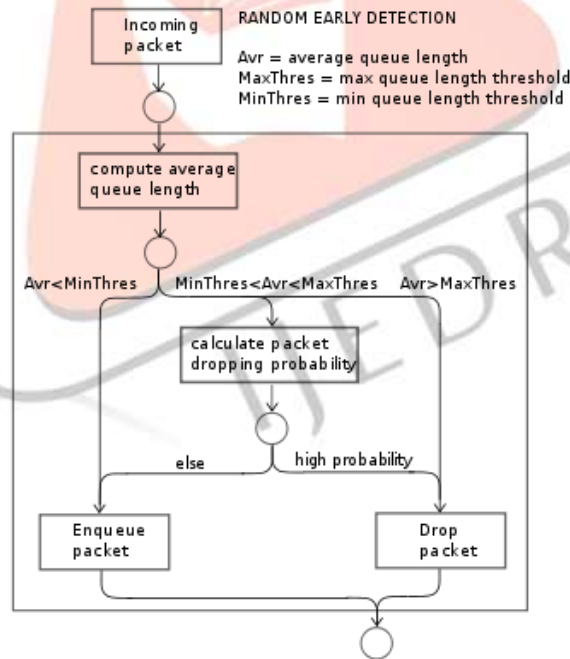 Incoming
packet
RANDOM EARLY DETECTION
Avr = average queue length
MaxThres = max queue length threshold
MinThres = min queue length threshold
compute average
queue length
Avr<MinThres
MinThres<Avr<MaxThres
Avr>MaxThres
calculate packet
dropping probability
else
high probability
Enqueue
packet
Drop
packet
IJEDR